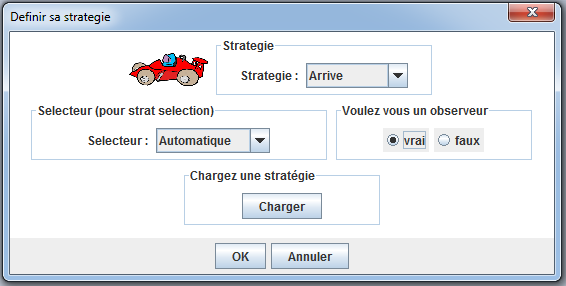 Definir sa strategie
Strategie
Strategie : Arrive
Selecteur (pour strat selection)
Selecteur : Automatique
Voulez vous un observeur
vrai faux
Chargez une stratégie
Charger
OK Annuler